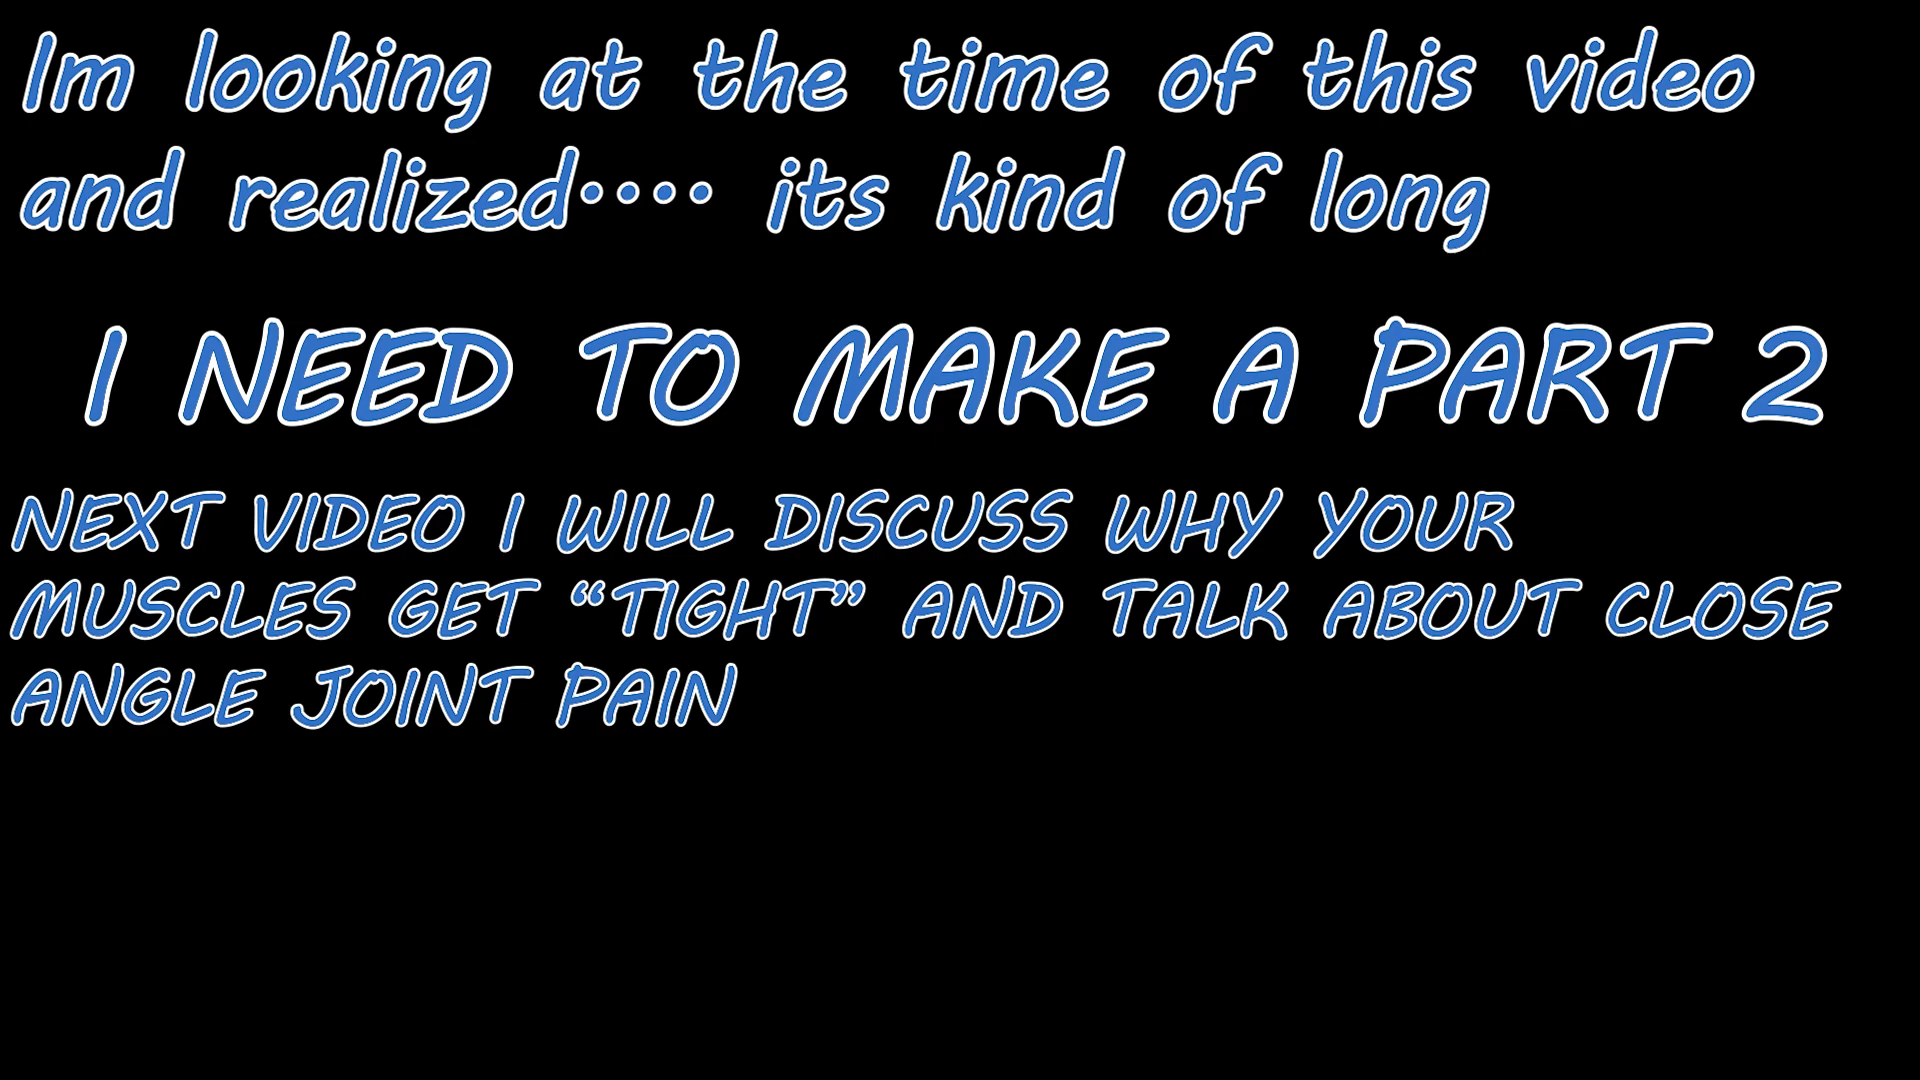 Im looking at the time of this video
and realized···· its kind of long
I NEED TO MAKE A PART 2
NEXT VIDEO I WILL DISCUSS WHY YOUR
MUSCLES GET “TIGHT” AND TALK ABOUT CLOSE
ANGLE JOINT PAIN